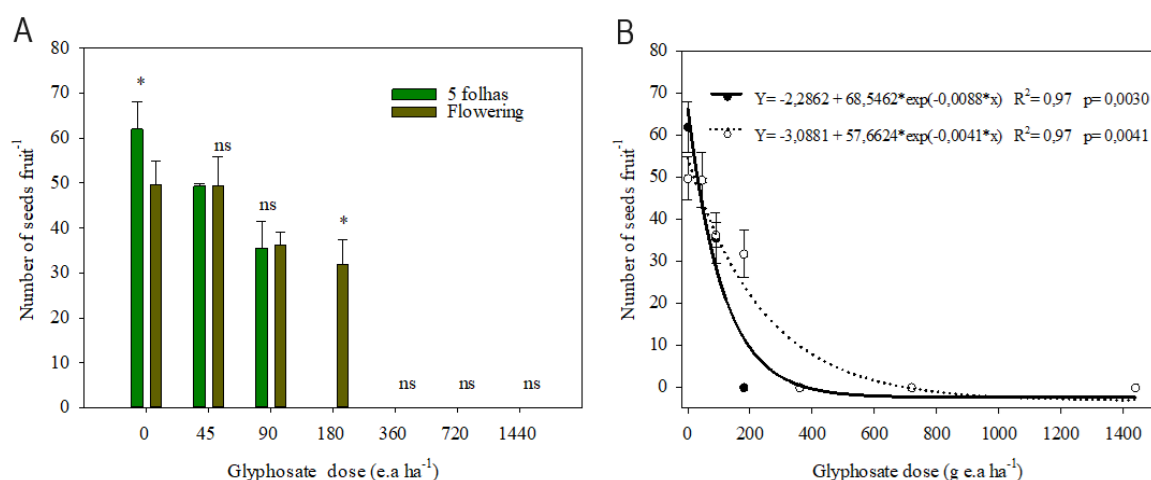 A
80
70
60
50
40
30
20
10
0
Number of seeds fruit⁻¹
5 folhas
Flowering
*
ns
ns
*
ns
ns
ns
0 45 90 180 360 720 1440
Glyphosate dose (e.a ha⁻¹)
B
80
70
60
50
40
30
20
10
0
Number of seeds fruit⁻¹
Y= -2,2862 + 68,5462*exp(-0,0088*x) R²= 0,97 p= 0,0030
Y= -3,0881 + 57,6624*exp(-0,0041*x) R²= 0,97 p= 0,0041
0 200 400 600 800 1000 1200 1400
Glyphosate dose (g e.a ha⁻¹)